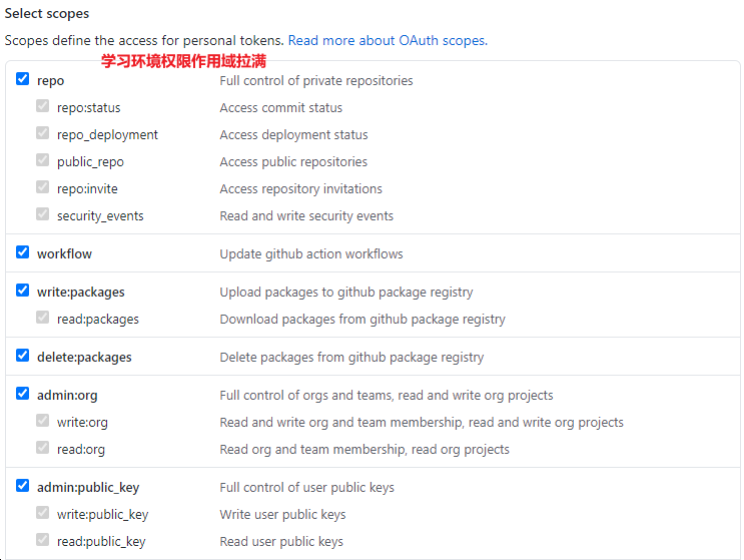 Select scopes
Scopes define the access for personal tokens. Read more about OAuth scopes.
学习环境权限作用域拉满
repo Full control of private repositories
repo:status Access commit status
repo_deployment Access deployment status
public_repo Access public repositories
repo:invite Access repository invitations
security_events Read and write security events
workflow Update github action workflows
write:packages Upload packages to github package registry
read:packages Download packages from github package registry
delete:packages Delete packages from github package registry
admin:org Full control of orgs and teams, read and write org projects
write:org Read and write org and team membership, read and write org projects
read:org Read org and team membership, read org projects
admin:public_key Full control of user public keys
write:public_key Write user public keys
read:public_key Read user public keys